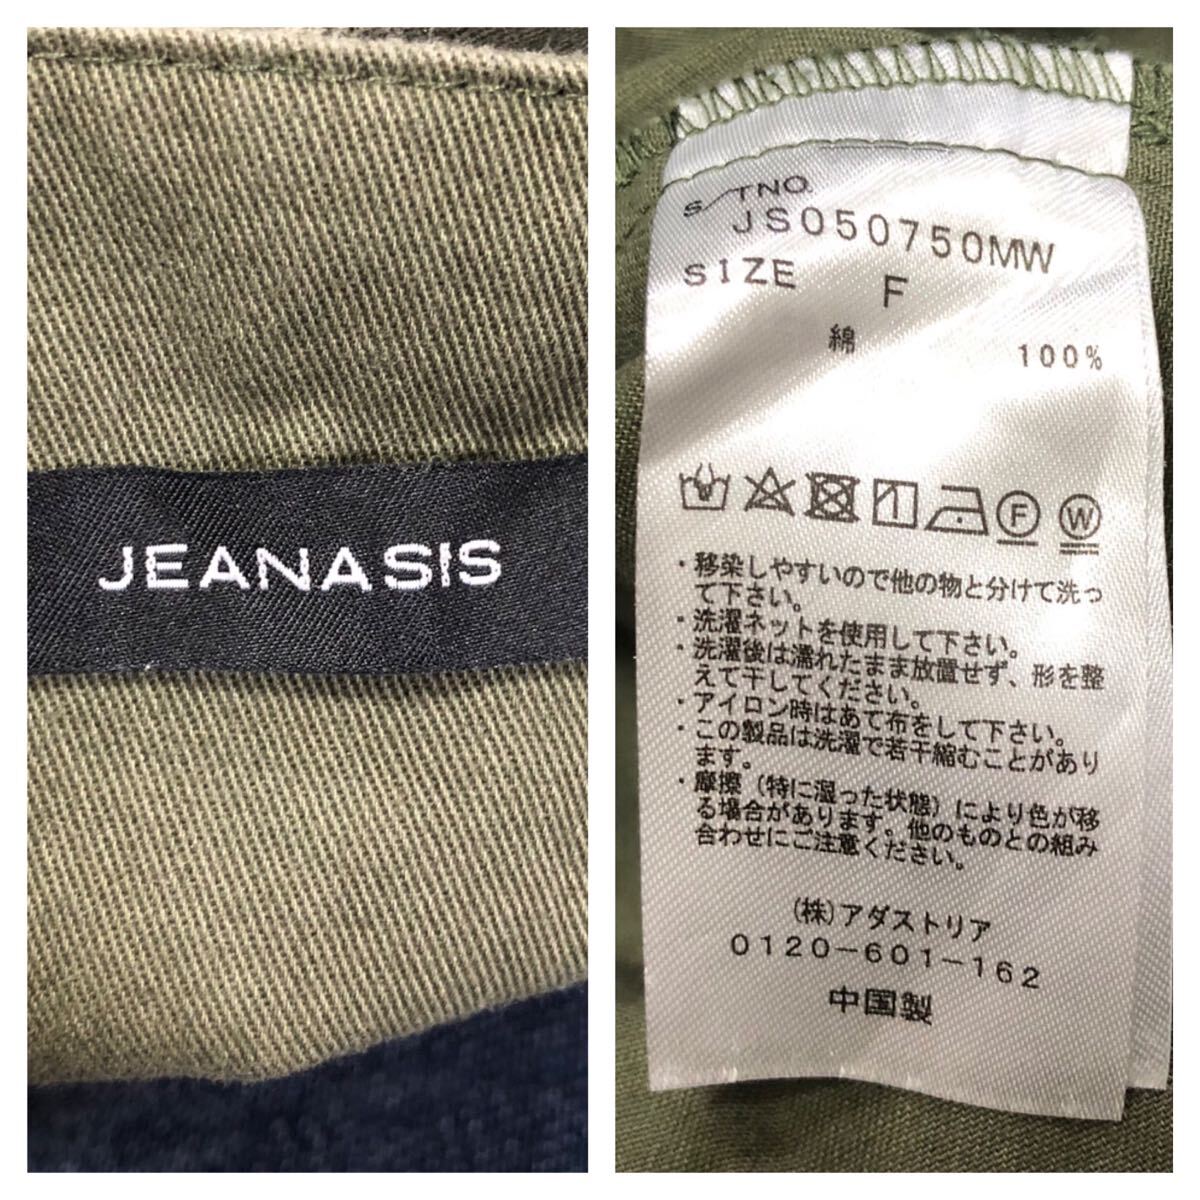 JEANASIS
S/TNO.
JS050750MW
SIZE F
綿 100%
F W
・移染しやすいので他の物と分けて洗っ
て下さい。
・洗濯ネットを使用して下さい。
・洗濯後は濡れたまま放置せず、形を整
えて干してください。
・アイロン時はあて布をして下さい。
・この製品は洗濯で若干縮むことがあり
ます。
・摩擦（特に湿った状態）により色が移
る場合があります。他のものとの組み
合わせにご注意ください。
(株)アダストリア
0120-601-162
中国製